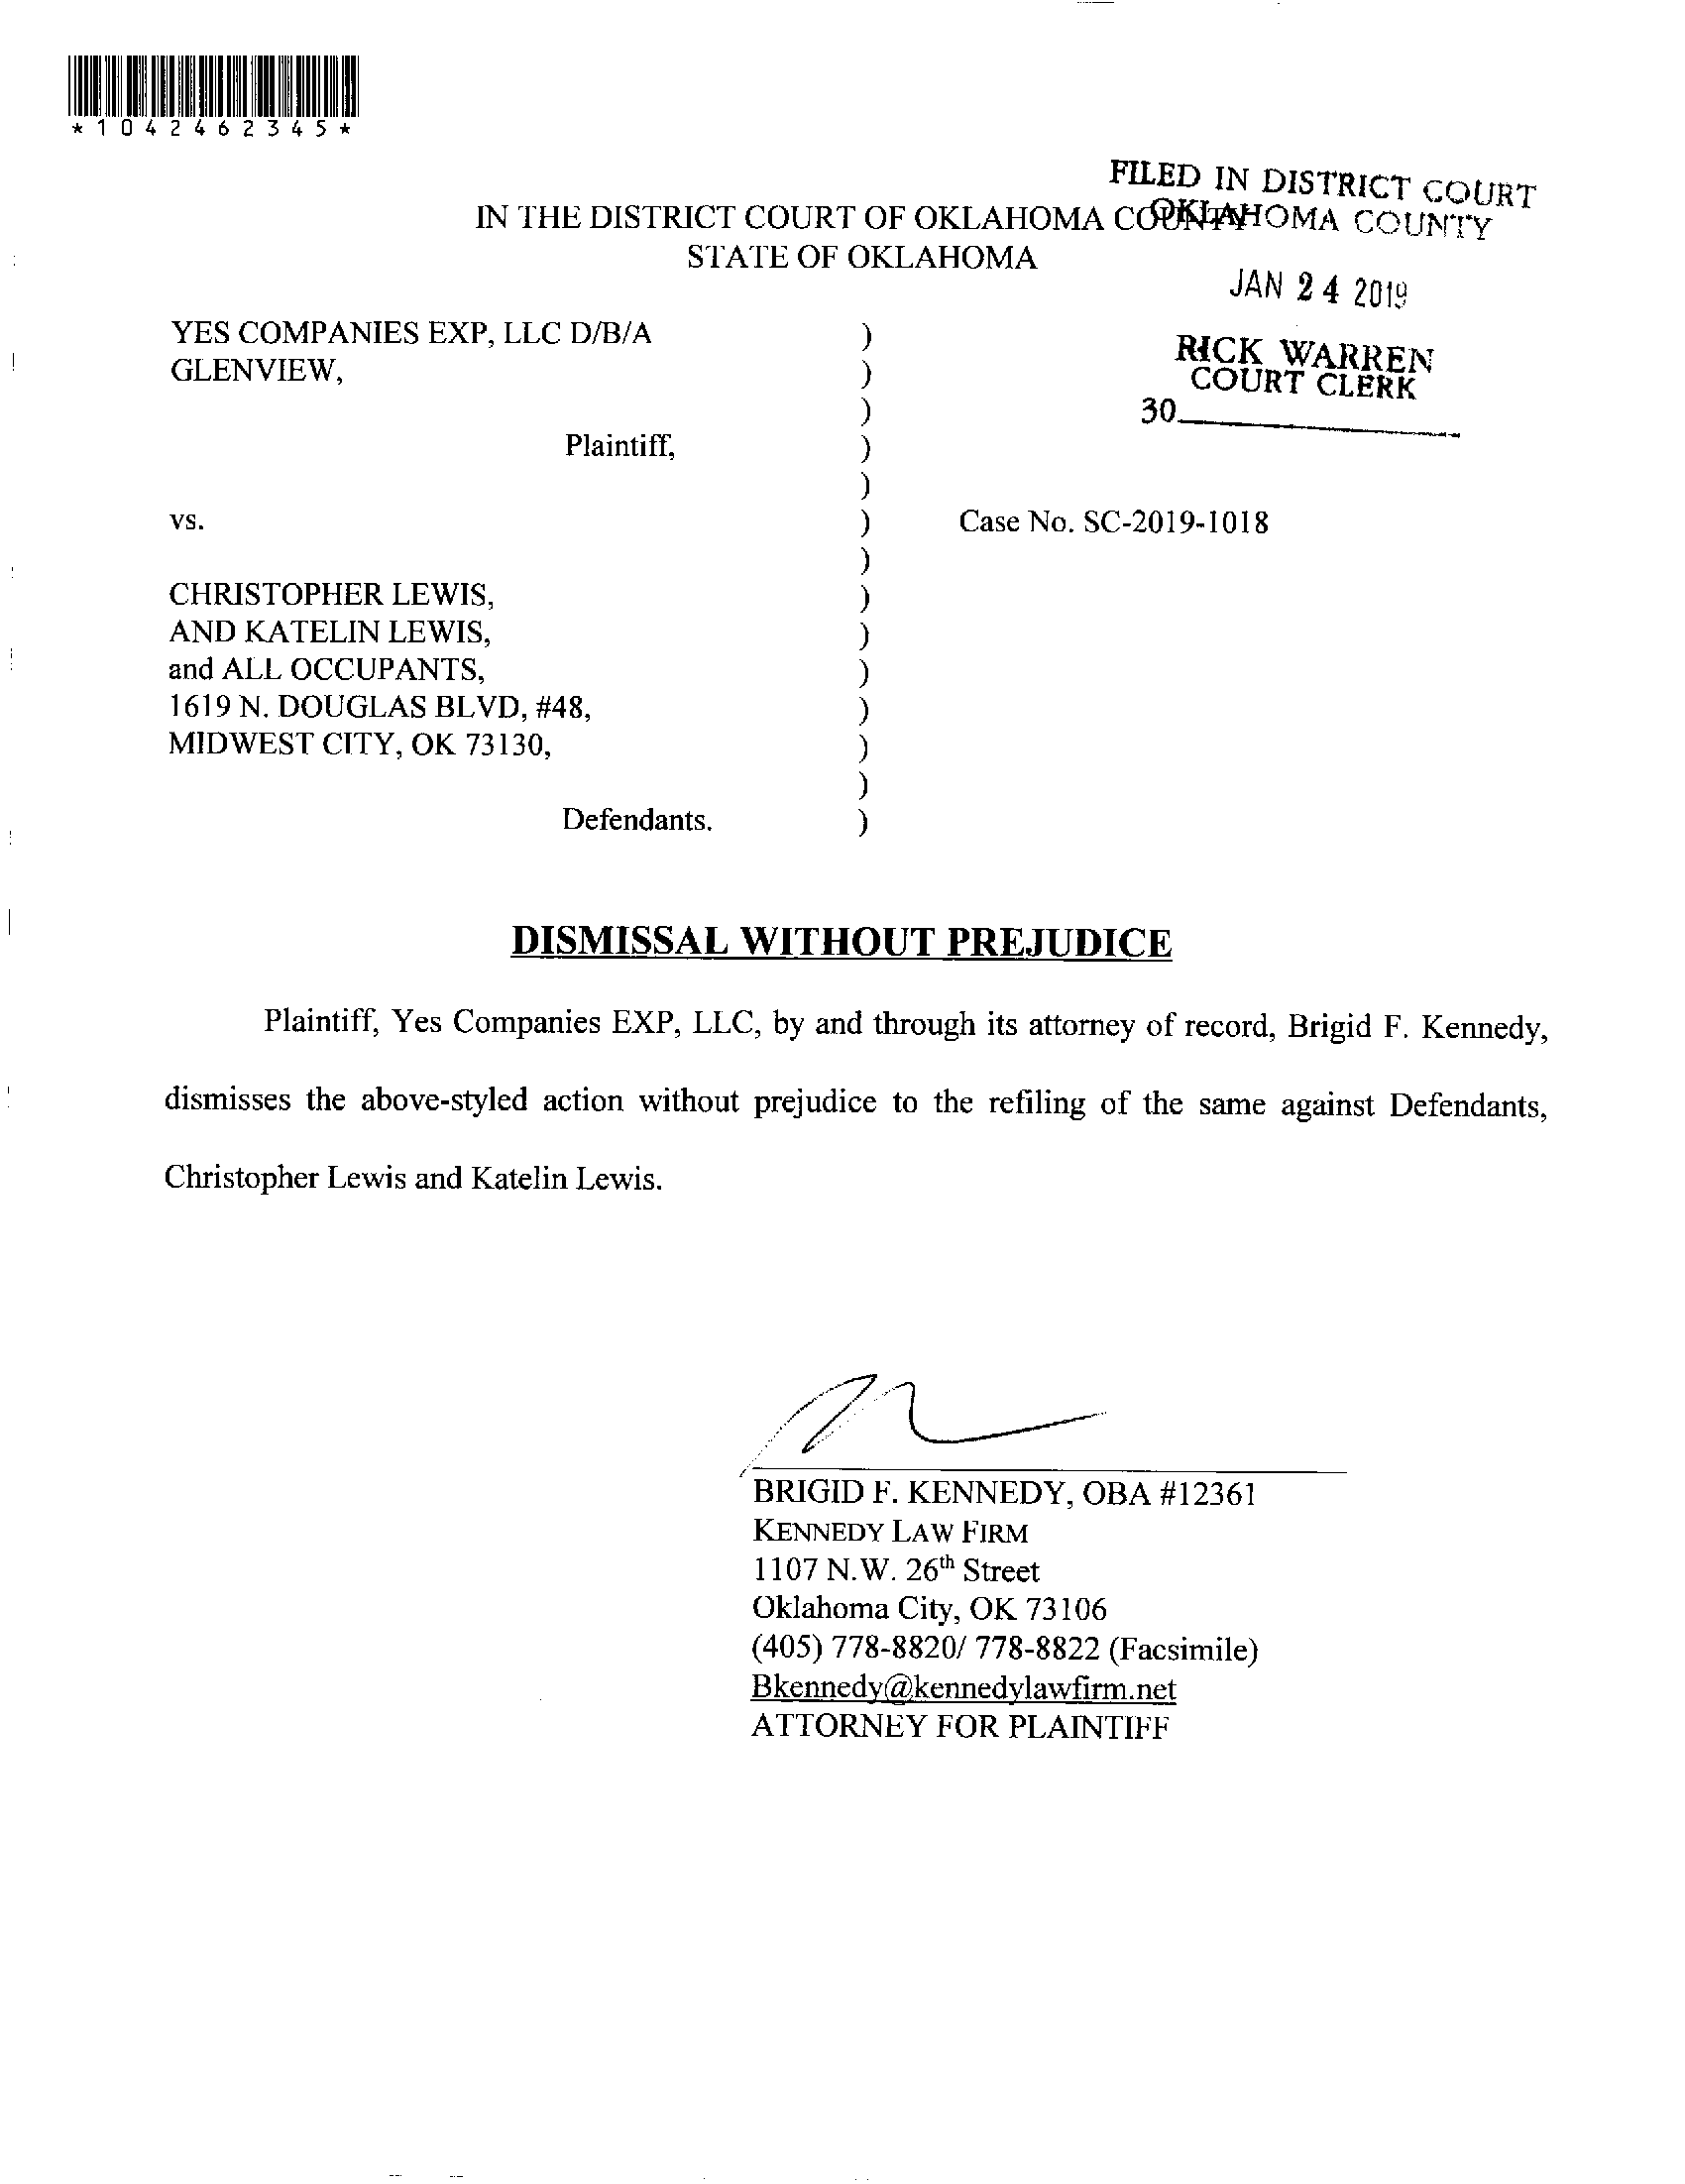 *1042462345*
FILED IN DISTRICT COURT
OKLAHOMA COUNTY
IN THE DISTRICT COURT OF OKLAHOMA COUNTY
STATE OF OKLAHOMA
JAN 24 2019
RICK WARREN
COURT CLERK
30
YES COMPANIES EXP, LLC D/B/A )
GLENVIEW, )
)
Plaintiff, )
)
vs. ) Case No. SC-2019-1018
)
CHRISTOPHER LEWIS, )
AND KATELIN LEWIS, )
and ALL OCCUPANTS, )
1619 N. DOUGLAS BLVD, #48, )
MIDWEST CITY, OK 73130, )
)
Defendants. )
DISMISSAL WITHOUT PREJUDICE
Plaintiff, Yes Companies EXP, LLC, by and through its attorney of record, Brigid F. Kennedy,
dismisses the above-styled action without prejudice to the refiling of the same against Defendants,
Christopher Lewis and Katelin Lewis.
BRIGID F. KENNEDY, OBA #12361
KENNEDY LAW FIRM
1107 N.W. 26th Street
Oklahoma City, OK 73106
(405) 778-8820/ 778-8822 (Facsimile)
Bkennedy@kennedylawfirm.net
ATTORNEY FOR PLAINTIFF